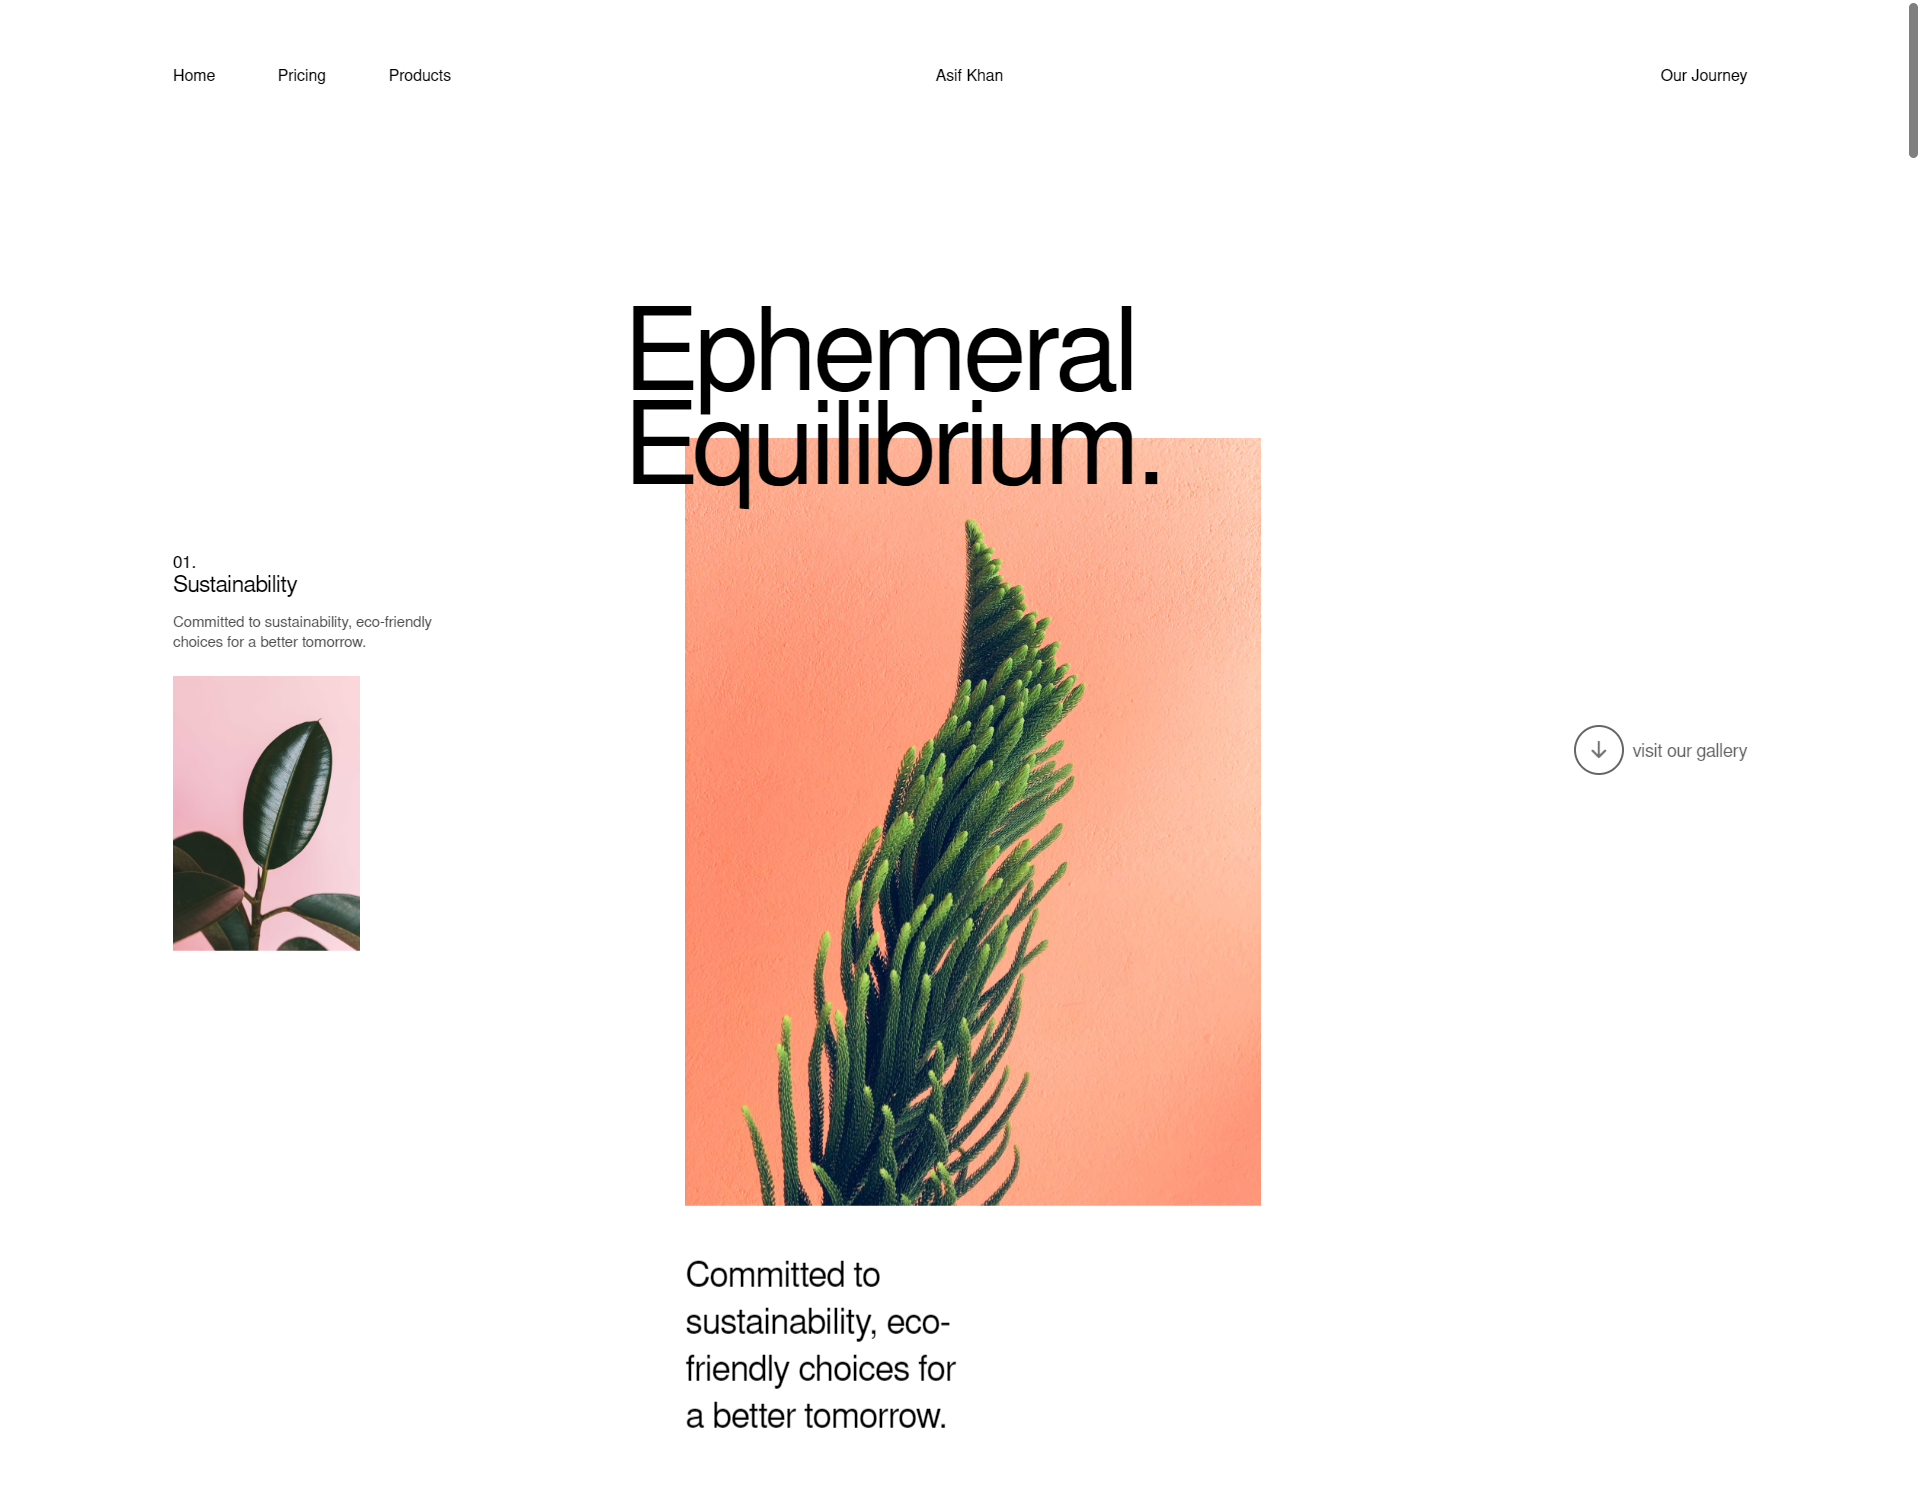 Home
Pricing
Products
Asif Khan
Our Journey
Ephemeral
Equilibrium.
01.
Sustainability
Committed to sustainability, eco-friendly
choices for a better tomorrow.
visit our gallery
Committed to
sustainability, eco-
friendly choices for
a better tomorrow.